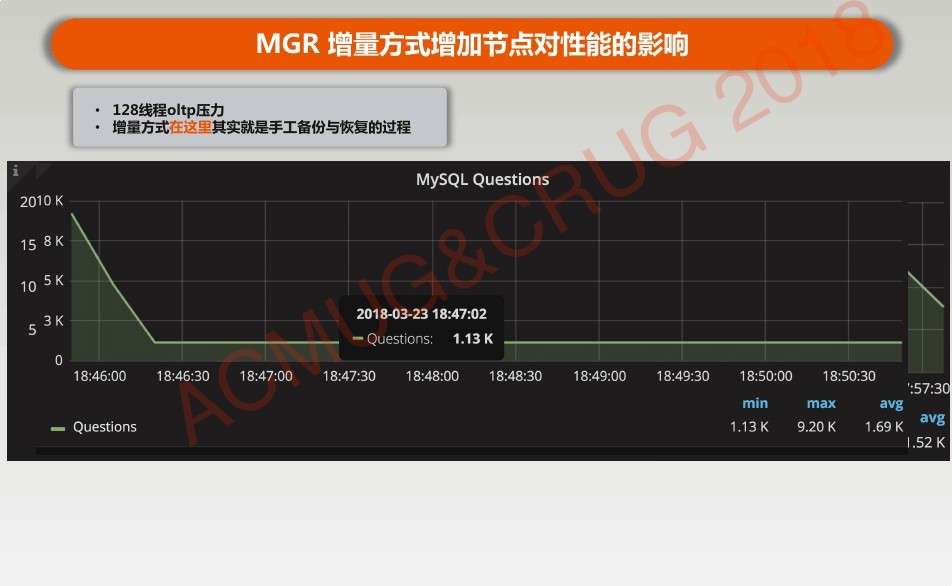 MGR 增量方式增加节点对性能的影响
• 128线程oltp压力
• 增量方式在这里其实就是手工备份与恢复的过程
ACMUG&CRUG 2018
MySQL Questions
20
10 K
15
8 K
10
5 K
5
3 K
0
2018-03-23 18:47:02
Questions: 1.13 K
18:46:00 18:46:30 18:47:00 18:47:30 18:48:00 18:48:30 18:49:00 18:49:30 18:50:00 18:50:30
:57:30
min max avg
avg
Questions 1.13 K 9.20 K 1.69 K
.52 K